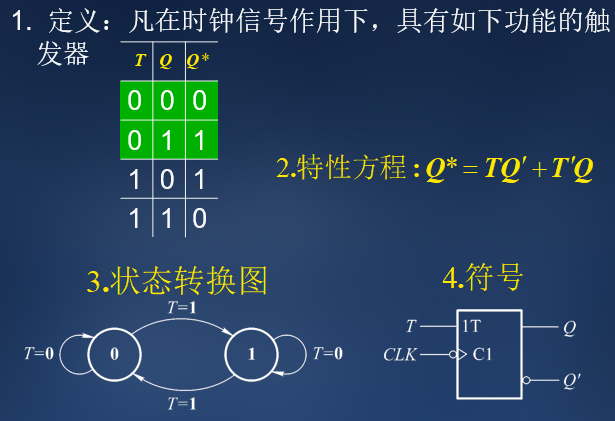 1. 定义：凡在时钟信号作用下，具有如下功能的触
发器
T Q Q*
0 0 0
0 1 1
1 0 1
1 1 0
2.特性方程：Q* = TQ' + T'Q
3.状态转换图
T=1
T=0 0 1 T=0
T=1
4.符号
T 1T Q
CLK C1
Q'